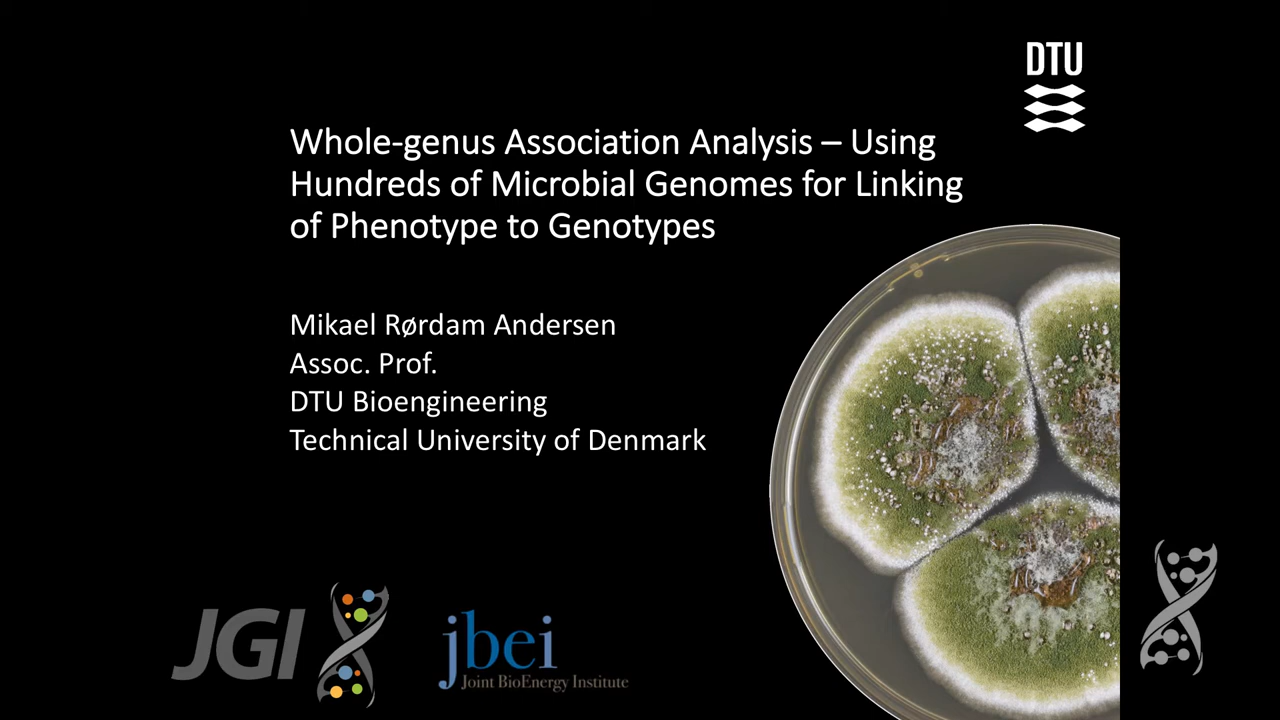 DTU
Whole-genus Association Analysis – Using
Hundreds of Microbial Genomes for Linking
of Phenotype to Genotypes
Mikael Rørdam Andersen
Assoc. Prof.
DTU Bioengineering
Technical University of Denmark
JGI
jbei
Joint BioEnergy Institute